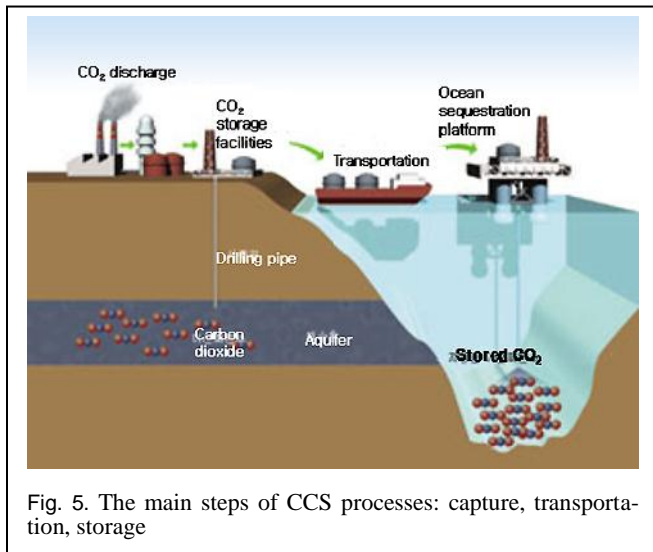 CO₂ discharge
CO₂
storage
facilities
Transportation
Ocean
sequestration
platform
Drilling pipe
Carbon
dioxide
Aquifer
Stored CO₂
Fig. 5. The main steps of CCS processes: capture, transporta-
tion, storage